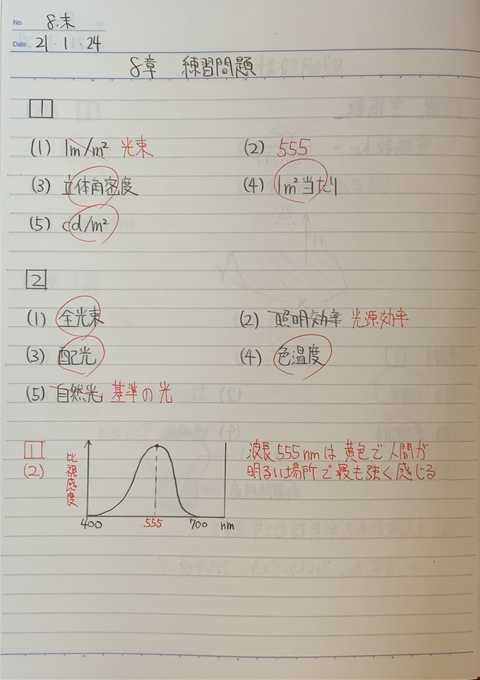 No. 8.末
Date 21・1・24
8章 練習問題
1
(1) lm/m² 光束 (2) 555
(3) 立体角密度 (4) 1m²当たり
(5) cd/m²
2
(1) 全光束 (2) 照明効率 光源効率
(3) 配光 (4) 色温度
(5) 自然光 基準の光
1
(2)
比視感度
400 555 700 nm
波長555nmは黄色で人間が
明るい場所で最も強く感じる